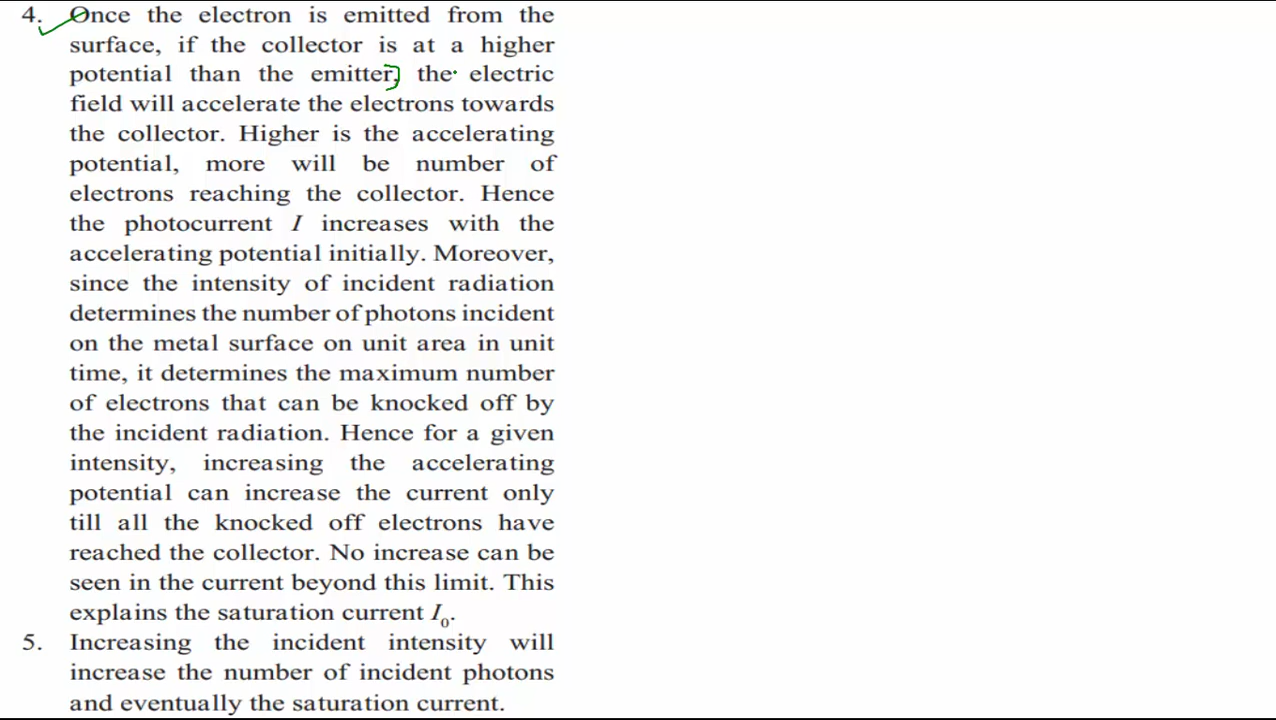 4. Once the electron is emitted from the
surface, if the collector is at a higher
potential than the emitter, the electric
field will accelerate the electrons towards
the collector. Higher is the accelerating
potential, more will be number of
electrons reaching the collector. Hence
the photocurrent I increases with the
accelerating potential initially. Moreover,
since the intensity of incident radiation
determines the number of photons incident
on the metal surface on unit area in unit
time, it determines the maximum number
of electrons that can be knocked off by
the incident radiation. Hence for a given
intensity, increasing the accelerating
potential can increase the current only
till all the knocked off electrons have
reached the collector. No increase can be
seen in the current beyond this limit. This
explains the saturation current I₀.
5. Increasing the incident intensity will
increase the number of incident photons
and eventually the saturation current.